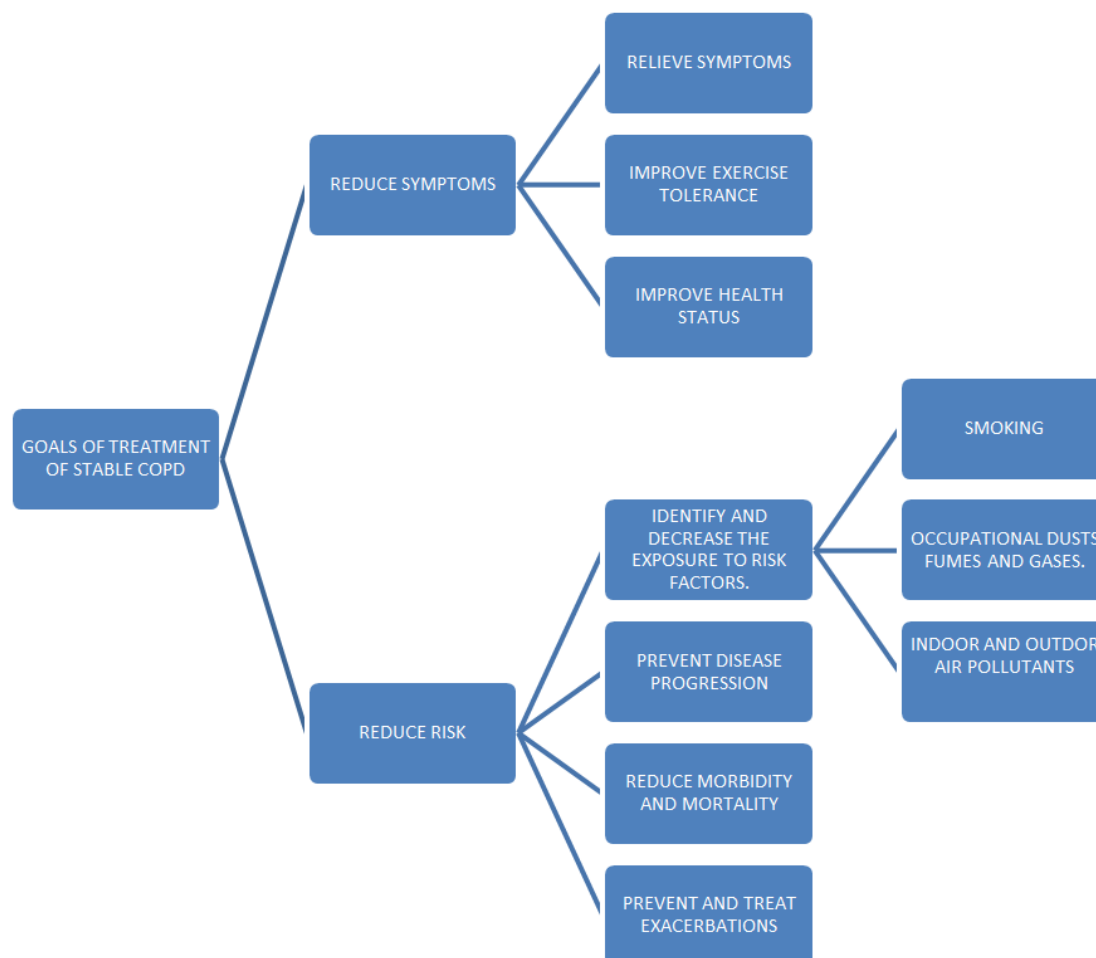 RELIEVE SYMPTOMS
REDUCE SYMPTOMS
IMPROVE EXERCISE
TOLERANCE
IMPROVE HEALTH
STATUS
GOALS OF TREATMENT
OF STABLE COPD
SMOKING
IDENTIFY AND
DECREASE THE
EXPOSURE TO RISK
FACTORS.
OCCUPATIONAL DUSTS
FUMES AND GASES.
INDOOR AND OUTDOR
AIR POLLUTANTS
PREVENT DISEASE
PROGRESSION
REDUCE RISK
REDUCE MORBIDITY
AND MORTALITY
PREVENT AND TREAT
EXACERBATIONS